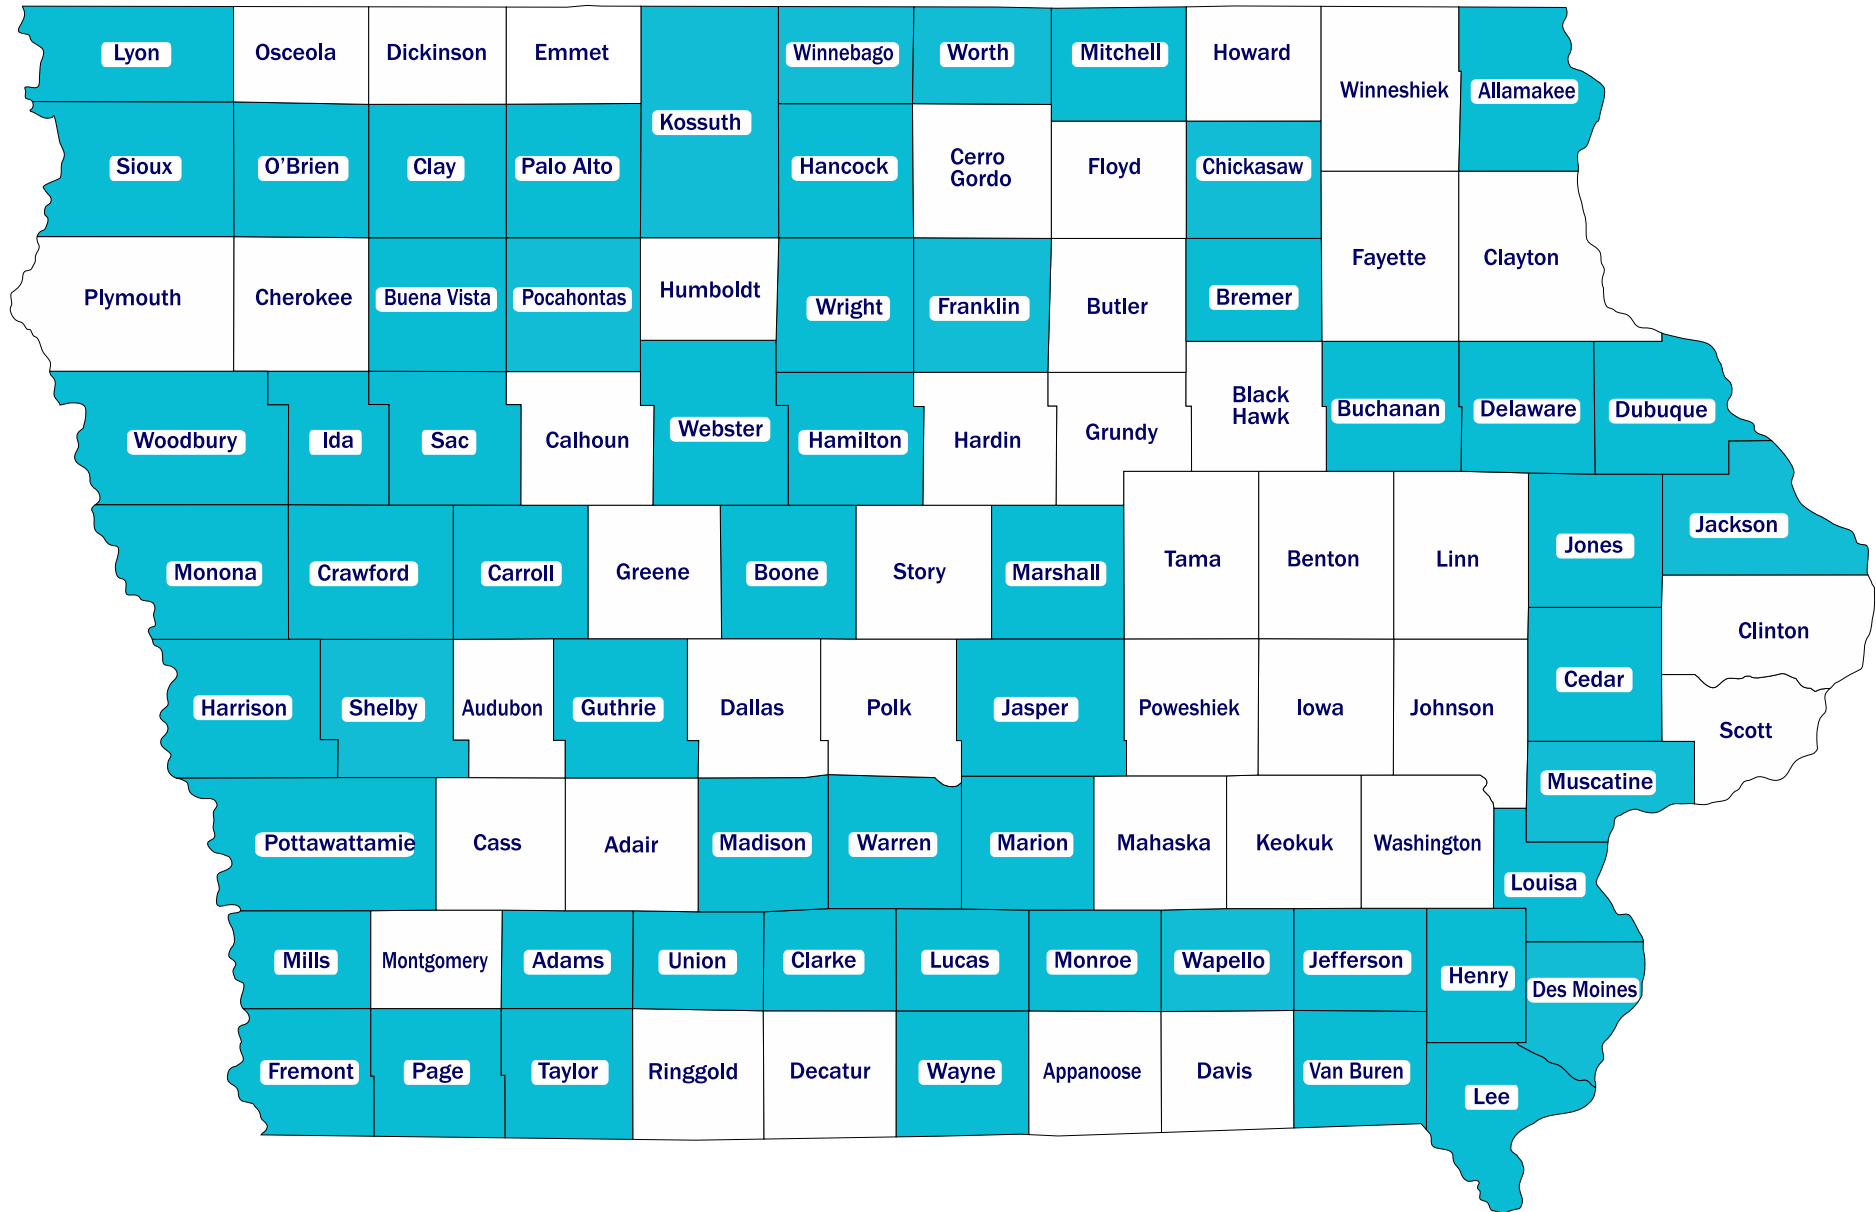 Lyon
Osceola
Dickinson
Emmet
Kossuth
Winnebago
Worth
Mitchell
Howard
Winneshiek
Allamakee
Sioux
O'Brien
Clay
Palo Alto
Hancock
Cerro
Gordo
Floyd
Chickasaw
Plymouth
Cherokee
Buena Vista
Pocahontas
Humboldt
Wright
Franklin
Butler
Bremer
Fayette
Clayton
Woodbury
Ida
Sac
Calhoun
Webster
Hamilton
Hardin
Grundy
Black
Hawk
Buchanan
Delaware
Dubuque
Monona
Crawford
Carroll
Greene
Boone
Story
Marshall
Tama
Benton
Linn
Jones
Jackson
Clinton
Harrison
Shelby
Audubon
Guthrie
Dallas
Polk
Jasper
Poweshiek
Iowa
Johnson
Cedar
Scott
Muscatine
Pottawattamie
Cass
Adair
Madison
Warren
Marion
Mahaska
Keokuk
Washington
Louisa
Mills
Montgomery
Adams
Union
Clarke
Lucas
Monroe
Wapello
Jefferson
Henry
Des Moines
Fremont
Page
Taylor
Ringgold
Decatur
Wayne
Appanoose
Davis
Van Buren
Lee